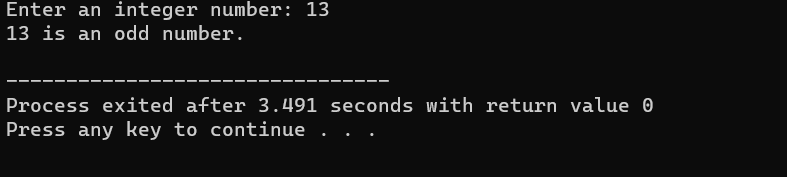 Enter an integer number: 13
13 is an odd number.
--------------------------------
Process exited after 3.491 seconds with return value 0
Press any key to continue . . .